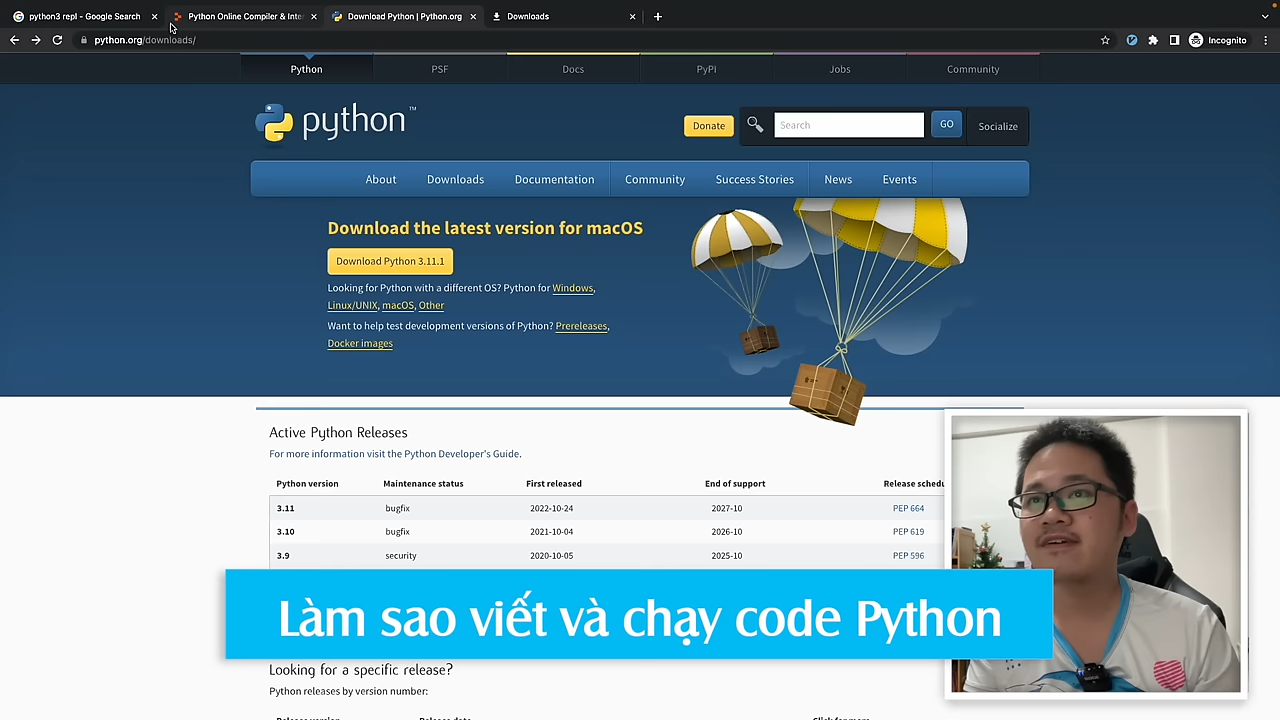 python3 repl - Google Search
Python Online Compiler & Inte
Download Python | Python.org
Downloads
python.org/downloads/
Incognito
Python
PSF
Docs
PyPI
Jobs
Community
python™
Donate
Search
GO
Socialize
About
Downloads
Documentation
Community
Success Stories
News
Events
Download the latest version for macOS
Download Python 3.11.1
Looking for Python with a different OS? Python for Windows,
Linux/UNIX, macOS, Other
Want to help test development versions of Python? Prereleases,
Docker images
Active Python Releases
For more information visit the Python Developer's Guide.
Python version Maintenance status First released End of support Release schedu
3.11 bugfix 2022-10-24 2027-10 PEP 664
3.10 bugfix 2021-10-04 2026-10 PEP 619
3.9 security 2020-10-05 2025-10 PEP 596
Làm sao viết và chạy code Python
Looking for a specific release?
Python releases by version number: